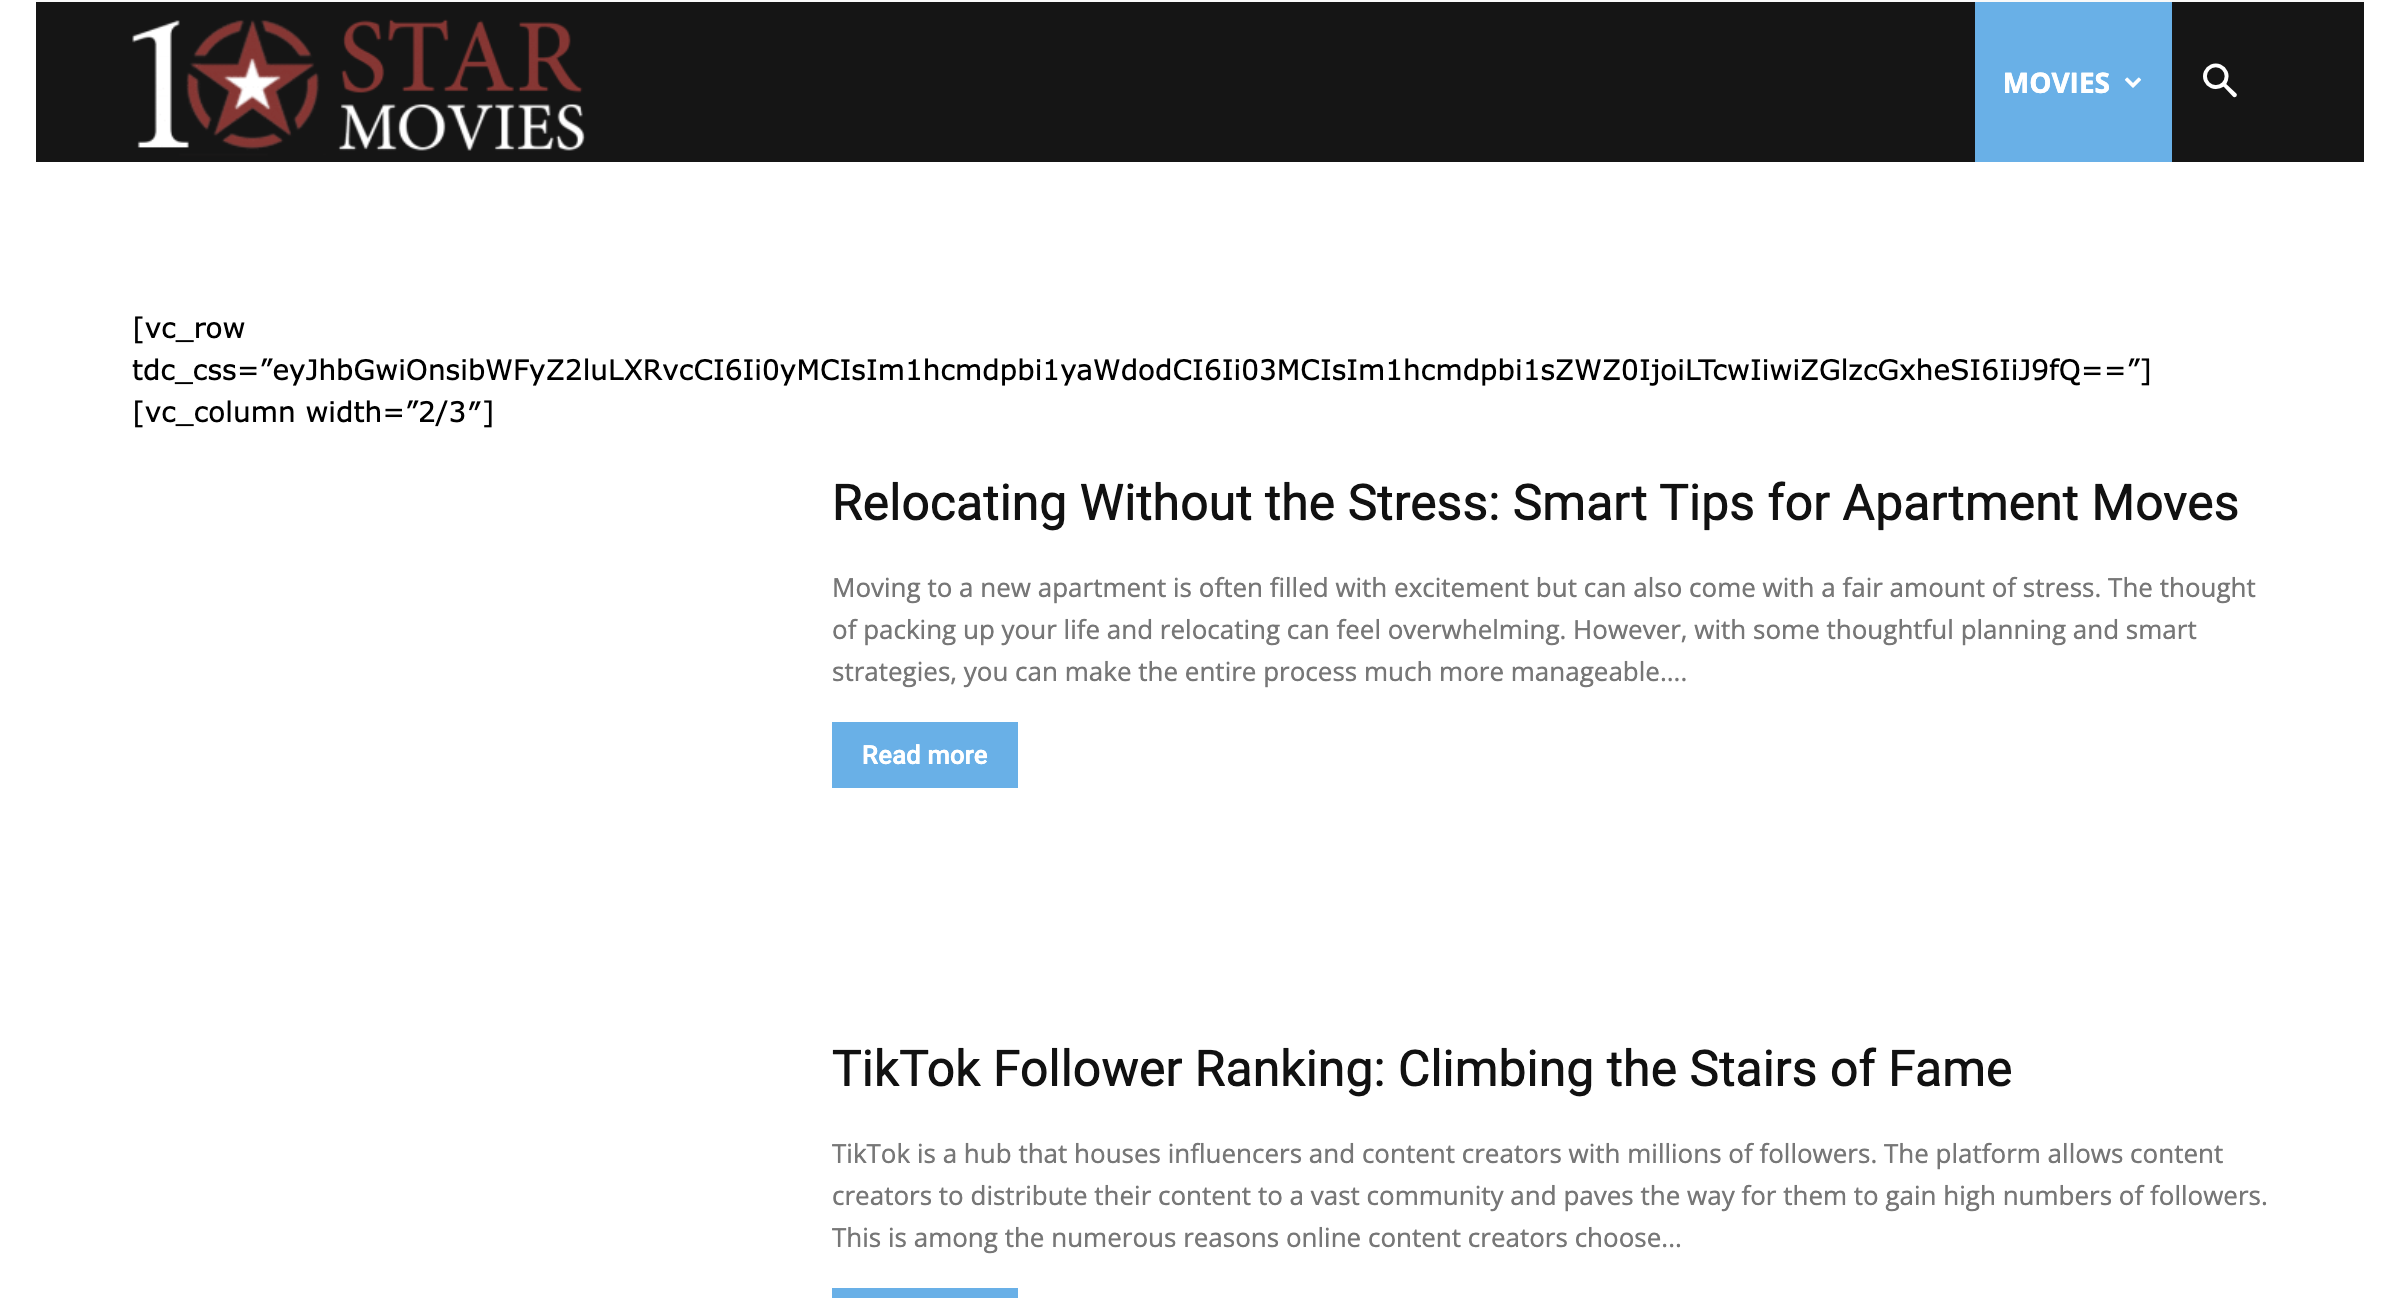 10 STAR
MOVIES
MOVIES
[vc_row
tdc_css=”eyJhbGwiOnsibWFyZ2luLXRvcCI6Ii0yMCIsIm1hcmdpbi1yaWdodCI6Ii03MCIsIm1hcmdpbi1sZWZ0IjoiLTcwIiwiZGlzcGxheSI6IiJ9fQ==”]
[vc_column width=”2/3″]
Relocating Without the Stress: Smart Tips for Apartment Moves
Moving to a new apartment is often filled with excitement but can also come with a fair amount of stress. The thought
of packing up your life and relocating can feel overwhelming. However, with some thoughtful planning and smart
strategies, you can make the entire process much more manageable....
Read more
TikTok Follower Ranking: Climbing the Stairs of Fame
TikTok is a hub that houses influencers and content creators with millions of followers. The platform allows content
creators to distribute their content to a vast community and paves the way for them to gain high numbers of followers.
This is among the numerous reasons online content creators choose...